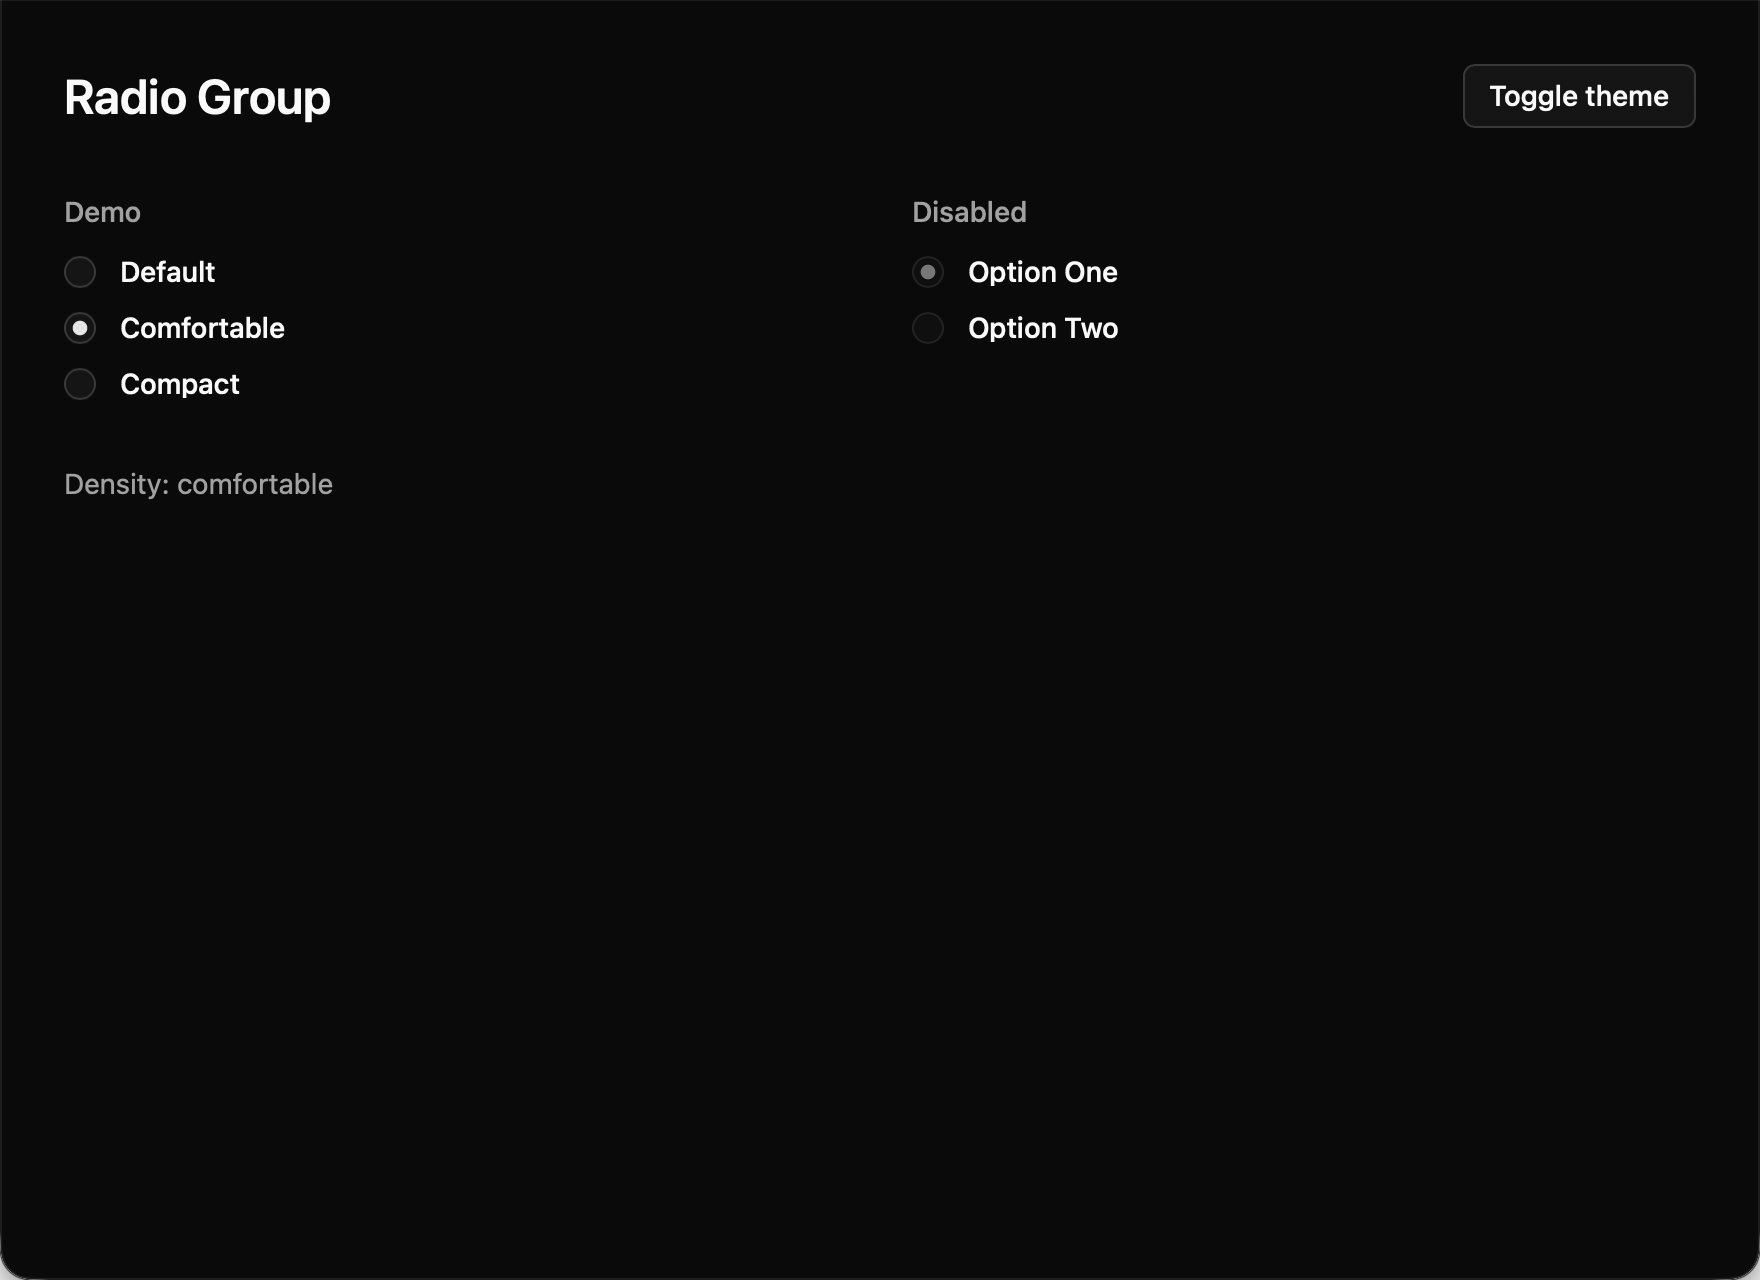 Radio Group
Toggle theme
Demo
Default
Comfortable
Compact
Density: comfortable
Disabled
Option One
Option Two